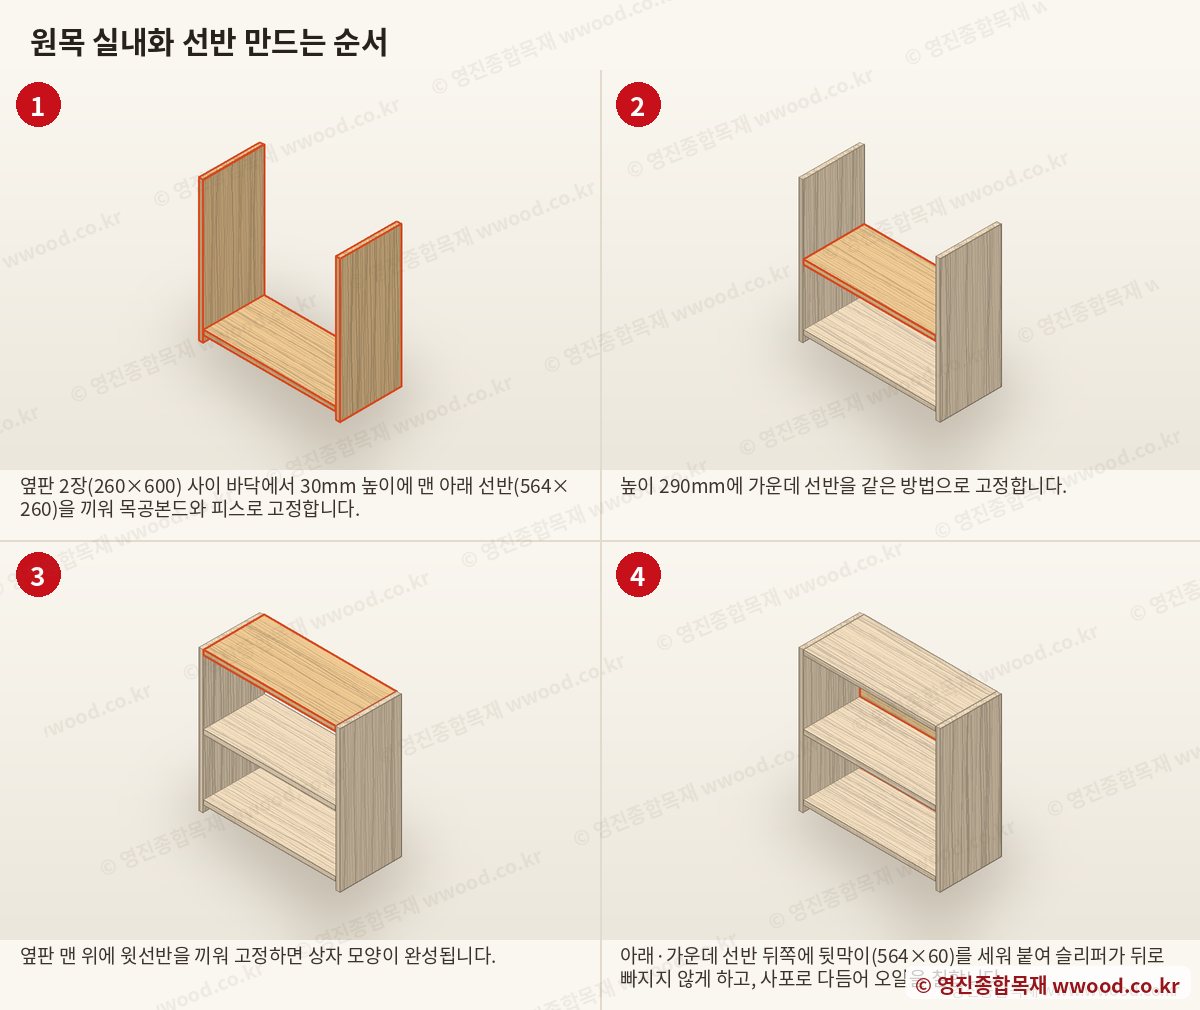 원목 실내화 선반 만드는 순서
1
2
옆판 2장(260×600) 사이 바닥에서 30mm 높이에 맨 아래 선반(564×
260)을 끼워 목공본드와 피스로 고정합니다.
높이 290mm에 가운데 선반을 같은 방법으로 고정합니다.
3
4
옆판 맨 위에 윗선반을 끼워 고정하면 상자 모양이 완성됩니다.
아래·가운데 선반 뒤쪽에 뒷막이(564×60)를 세워 붙여 슬리퍼가 뒤로
빠지지 않게 하고, 사포로 다듬어 오일을
© 영진종합목재 wwood.co.kr